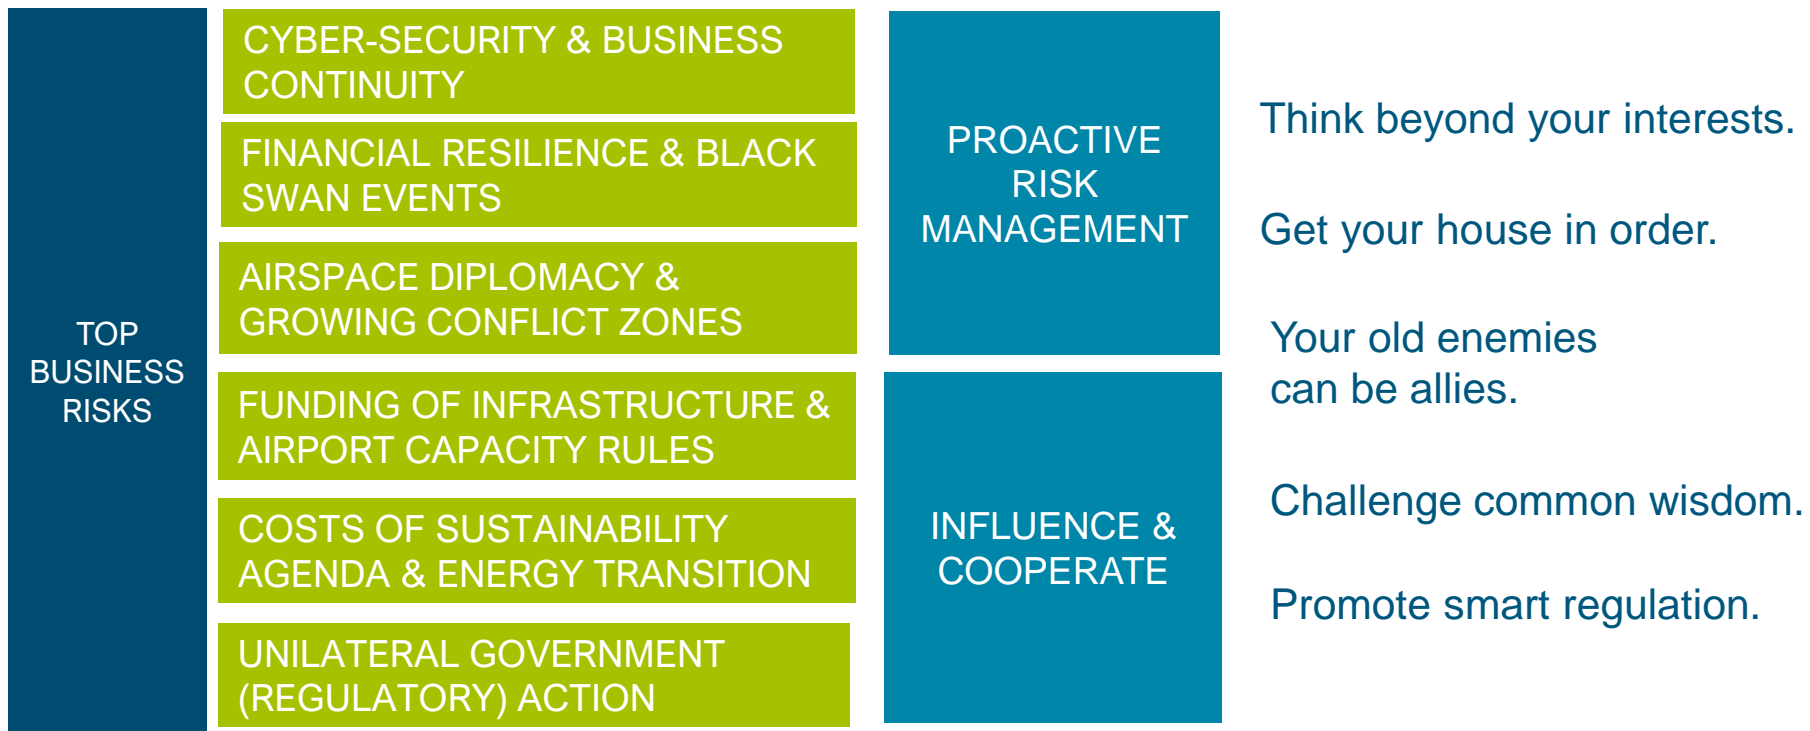 TOP
BUSINESS
RISKS
CYBER-SECURITY & BUSINESS
CONTINUITY
FINANCIAL RESILIENCE & BLACK
SWAN EVENTS
AIRSPACE DIPLOMACY &
GROWING CONFLICT ZONES
FUNDING OF INFRASTRUCTURE &
AIRPORT CAPACITY RULES
COSTS OF SUSTAINABILITY
AGENDA & ENERGY TRANSITION
UNILATERAL GOVERNMENT
(REGULATORY) ACTION
PROACTIVE
RISK
MANAGEMENT
INFLUENCE &
COOPERATE
Think beyond your interests.
Get your house in order.
Your old enemies
can be allies.
Challenge common wisdom.
Promote smart regulation.